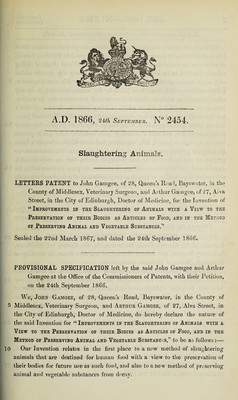 A.D. 1866, 24th SEPTEMBER. Nº 2454.
Slaughtering Animals.
LETTERS PATENT to John Gamgee, of 28, Queen's Road, Bayswater, in the
County of Middlesex, Veterinary Surgeon, and Arthur Gamgee, of 27, Alva
Street, in the City of Edinburgh, Doctor of Medicine, for the Invention of
"IMPROVEMENTS IN THE SLAUGHTERING OF ANIMALS WITH A VIEW TO THE
PRESERVATION OF THEIR BODIES AS ARTICLES OF FOOD, AND IN THE METHOD
OF PRESERVING ANIMAL AND VEGETABLE SUBSTANCES."
Sealed the 22nd March 1867, and dated the 24th September 1866.
PROVISIONAL SPECIFICATION left by the said John Gamgee and Arthur
Gamgee at the Office of the Commissioners of Patents, with their Petition,
on the 24th September 1866.
WE, JOHN GAMGEE, of 28, Queen's Road, Bayswater, in the County of
5 Middlesex, Veterinary Surgeon, and ARTHUR GAMGEE, of 27, Alva Street, in
the City of Edinburgh, Doctor of Medicine, do hereby declare the nature of
the said Invention for "IMPROVEMENTS IN THE SLAUGHTERING OF ANIMALS WITH A
VIEW TO THE PRESERVATION OF THEIR BODIES AS ARTICLES OF FOOD, AND IN THE
METHOD OF PRESERVING ANIMAL AND VEGETABLE SUBSTANCES," to be as follows:—
10 Our Invention relates in the first place to a new method of slaughtering
animals that are destined for human food with a view to the preservation of
their bodies for future use as such food, and also to a new method of preserving
animal and vegetable substances from decay.